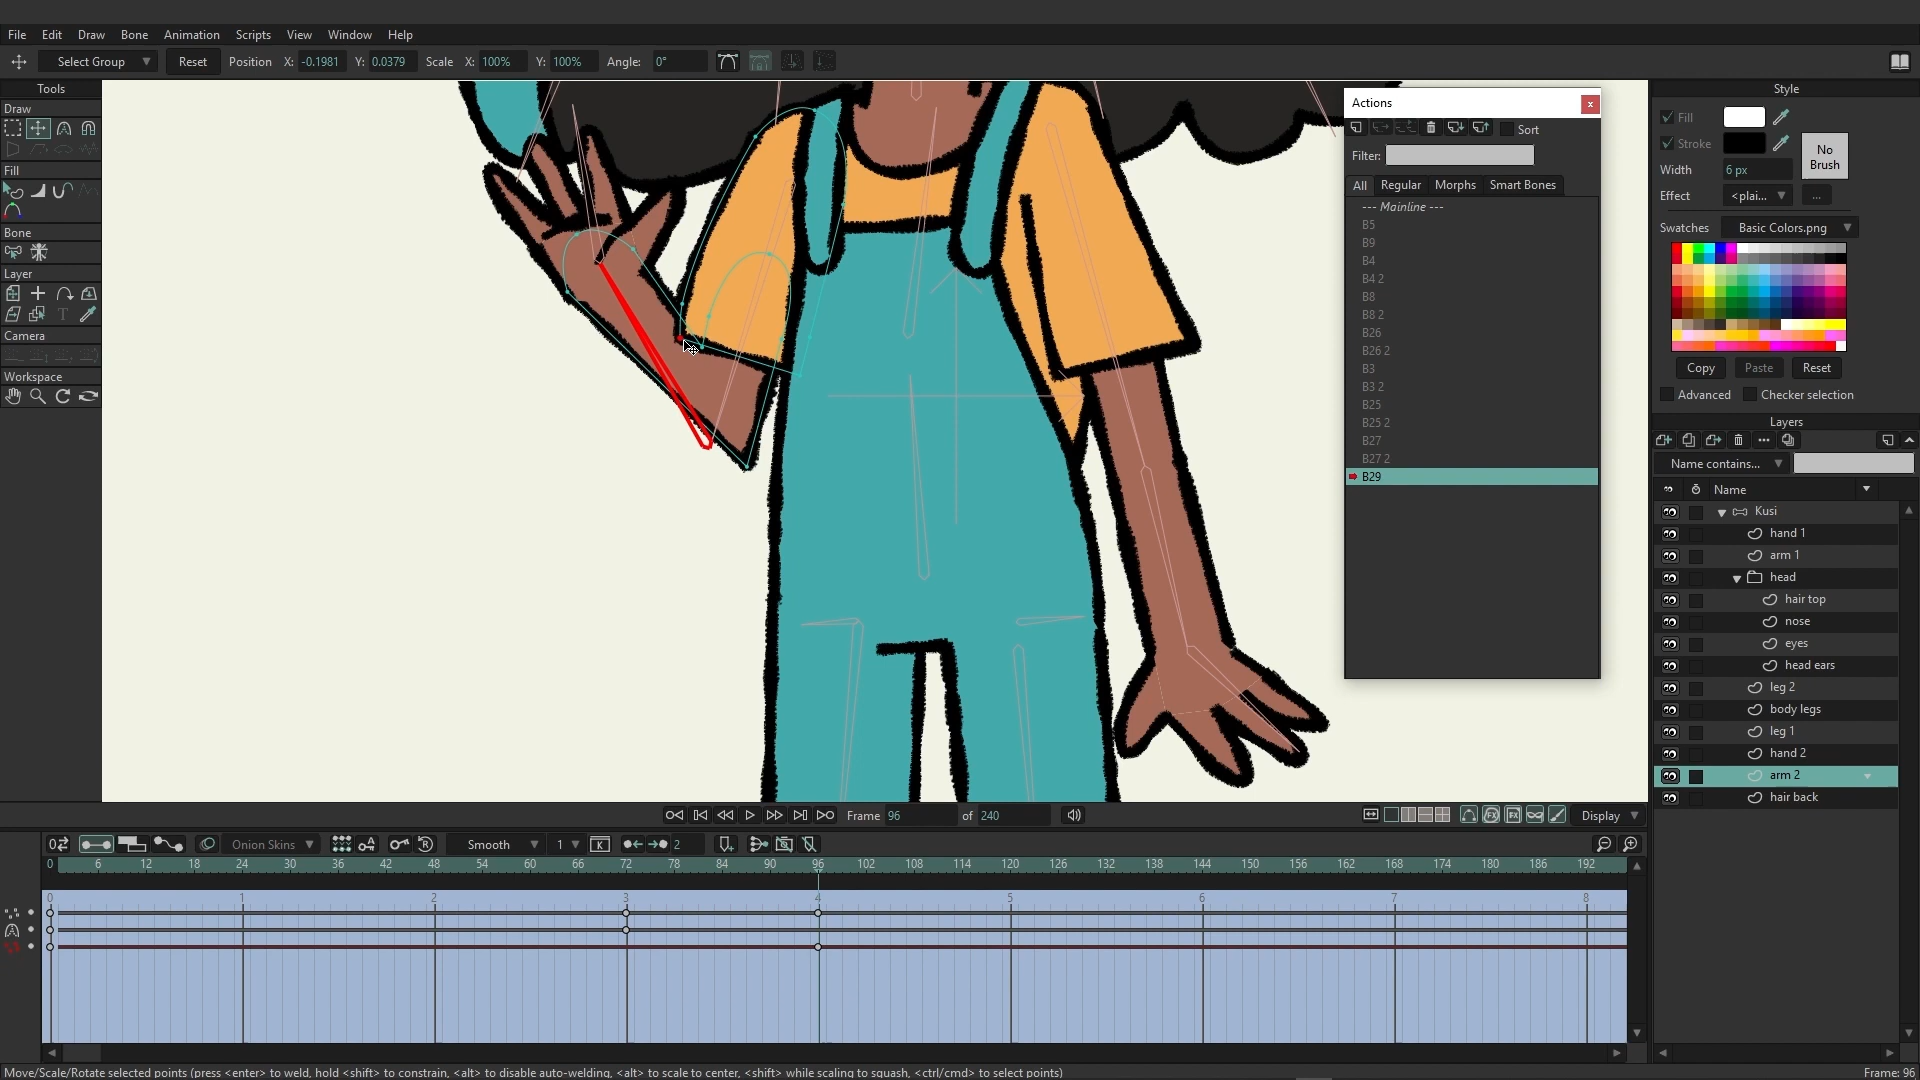 File Edit Draw Bone Animation Scripts View Window Help
Select Group Reset Position X: -0.1981 Y: 0.0379 Scale X: 100% Y: 100% Angle: 0°
Tools
Draw
Fill
Bone
Layer
Camera
Workspace
Actions
x
Sort
Filter:
All Regular Morphs Smart Bones
--- Mainline ---
B5
B9
B4
B4 2
B8
B8 2
B26
B26 2
B3
B3 2
B25
B25 2
B27
B27 2
B29
Style
Fill
Stroke
No Brush
Width 6 px
Effect <plai... ...
Swatches Basic Colors.png
Copy Paste Reset
Advanced Checker selection
Layers
Name contains...
Name
Kusi
hand 1
arm 1
head
hair top
nose
eyes
head ears
leg 2
body legs
leg 1
hand 2
arm 2
hair back
Frame 96 of 240 Display
Onion Skins Smooth 1 K 2
0 6 12 18 24 30 36 42 48 54 60 66 72 78 84 90 96 102 108 114 120 126 132 138 144 150 156 162 168 174 180 186 192
0 1 2 3 4 5 6 7 8
Move/Scale/Rotate selected points (press <enter> to weld, hold <shift> to constrain, <alt> to disable auto-welding, <alt> to scale to center, <shift> while scaling to squash, <ctrl/cmd> to select points) Frame: 96